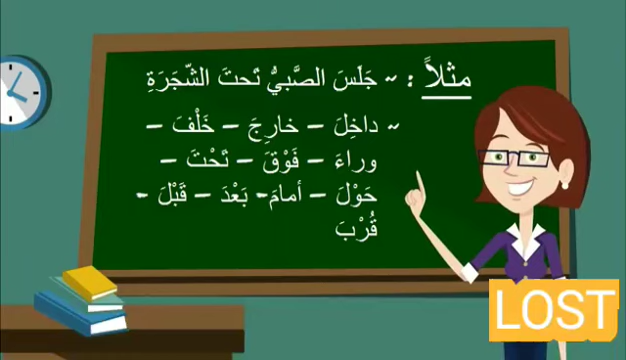 مثلاً : ~ جَلَسَ الصَّبيُّ تَحتَ الشّجَرَةِ
~ داخِلَ – خارِجَ – خَلْفَ –
وراءَ – فَوْقَ – تَحْتَ –
حَوْلَ – أمامَ- بَعْدَ – قَبْلَ -
قُرْبَ
LOST